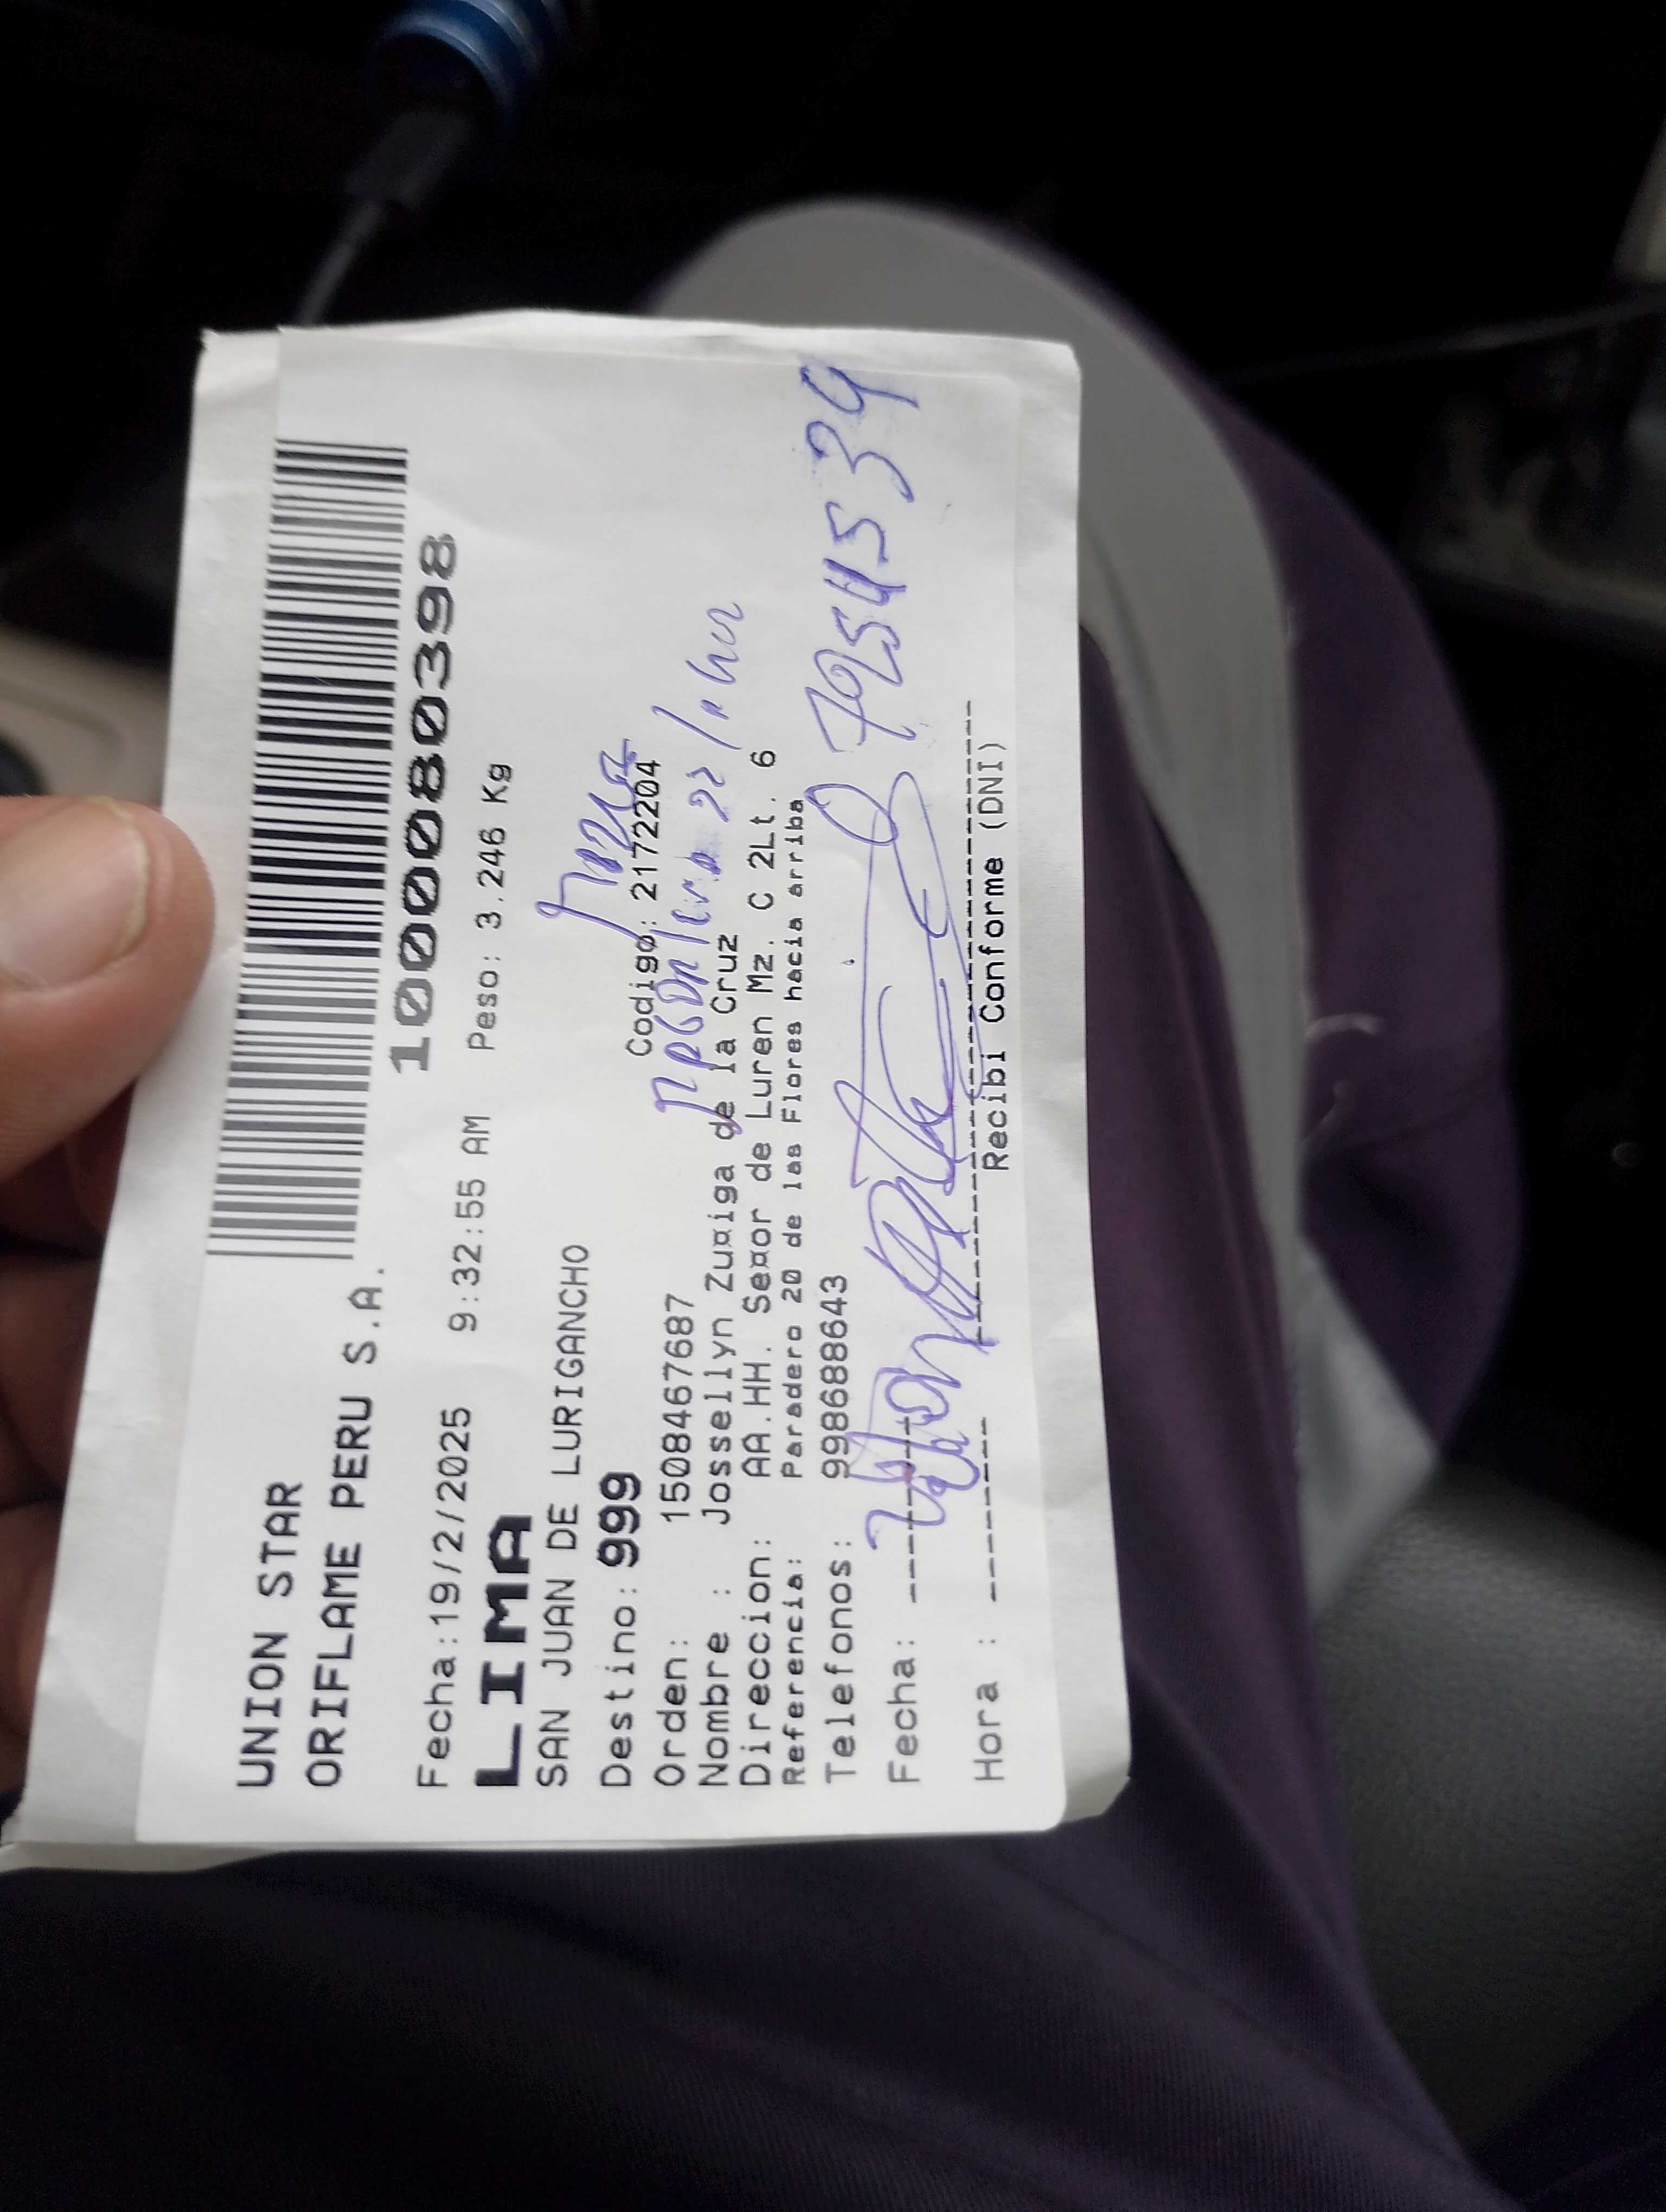 UNION STAR
ORIFLAME PERU S.A.
1000080398
Fecha:19/2/2025 9:32:55 AM Peso: 3.246 Kg
LIMA
SAN JUAN DE LURIGANCHO
Destino: 999
Codigo: 2172204
Orden: 1508467687
Nombre : Jossellyn Zu¤iga de la Cruz
Direccion: AA.HH. Se¤or de Luren Mz. C 2Lt. 6
Referencia: Paradero 20 de las Flores hacia arriba
Telefonos: 998688643
Fecha: --------
Hora : --------
Recibi Conforme (DNI)